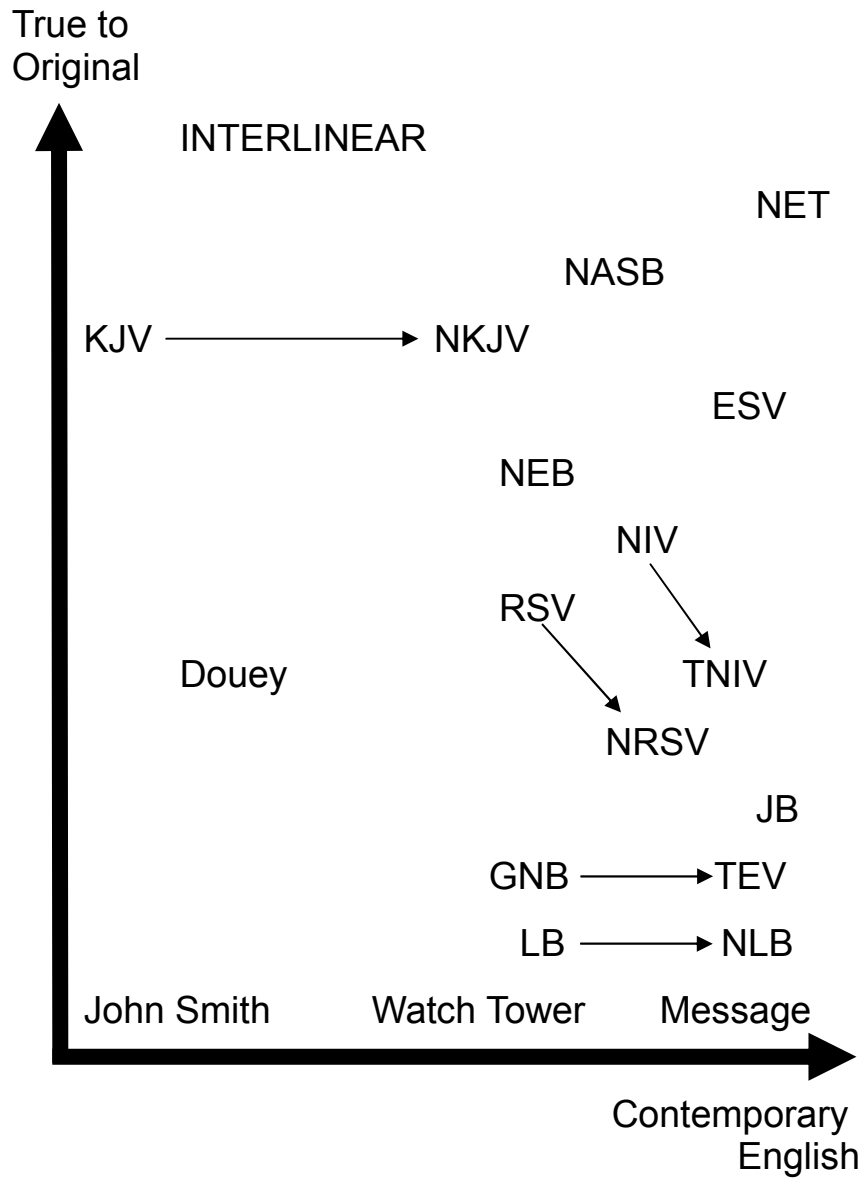 True to
Original
INTERLINEAR
NET
NASB
KJV NKJV
ESV
NEB
NIV
RSV
Douey TNIV
NRSV
JB
GNB TEV
LB NLB
John Smith Watch Tower Message
Contemporary
English